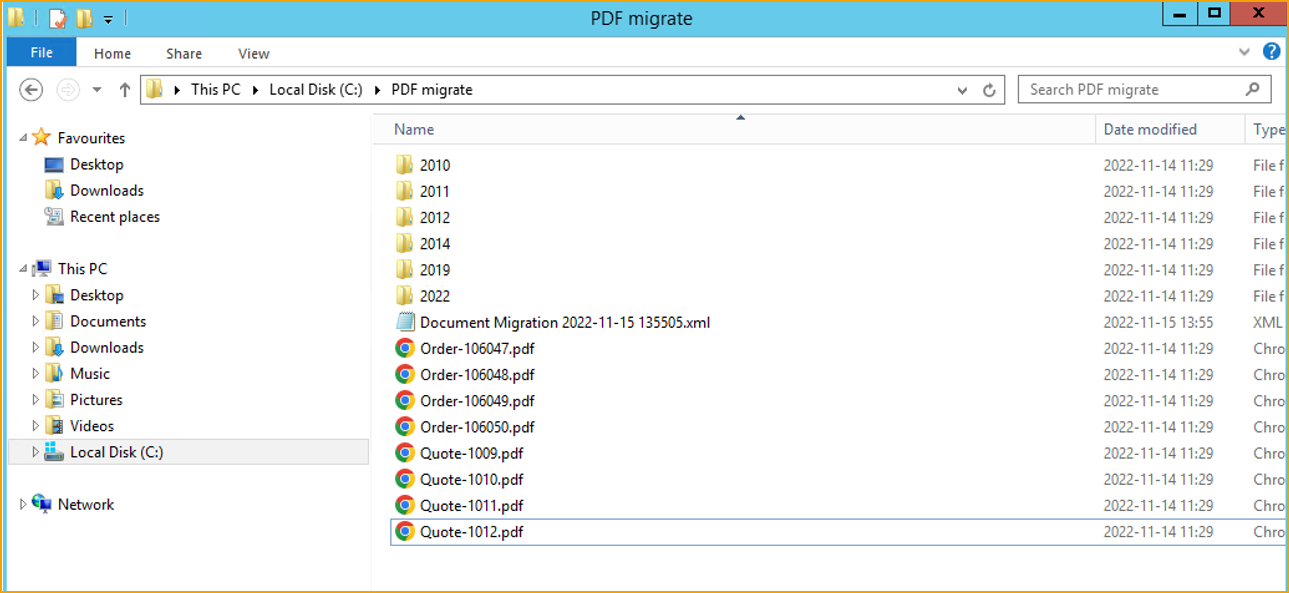 PDF migrate
File Home Share View
This PC Local Disk (C:) PDF migrate Search PDF migrate
Favourites
Desktop
Downloads
Recent places
This PC
Desktop
Documents
Downloads
Music
Pictures
Videos
Local Disk (C:)
Network
Name Date modified Type
2010 2022-11-14 11:29 File f
2011 2022-11-14 11:29 File f
2012 2022-11-14 11:29 File f
2014 2022-11-14 11:29 File f
2019 2022-11-14 11:29 File f
2022 2022-11-14 11:29 File f
Document Migration 2022-11-15 135505.xml 2022-11-15 13:55 XML
Order-106047.pdf 2022-11-14 11:29 Chro
Order-106048.pdf 2022-11-14 11:29 Chro
Order-106049.pdf 2022-11-14 11:29 Chro
Order-106050.pdf 2022-11-14 11:29 Chro
Quote-1009.pdf 2022-11-14 11:29 Chro
Quote-1010.pdf 2022-11-14 11:29 Chro
Quote-1011.pdf 2022-11-14 11:29 Chro
Quote-1012.pdf 2022-11-14 11:29 Chro